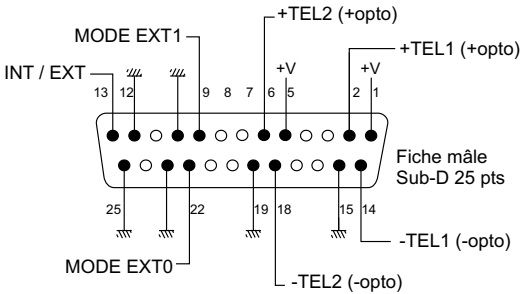 +TEL2 (+opto)
MODE EXT1
+TEL1 (+opto)
INT / EXT
+V
+V
13 12 9 8 7 6 5 2 1
Fiche mâle
Sub-D 25 pts
25 22 19 18 15 14
-TEL1 (-opto)
MODE EXT0
-TEL2 (-opto)